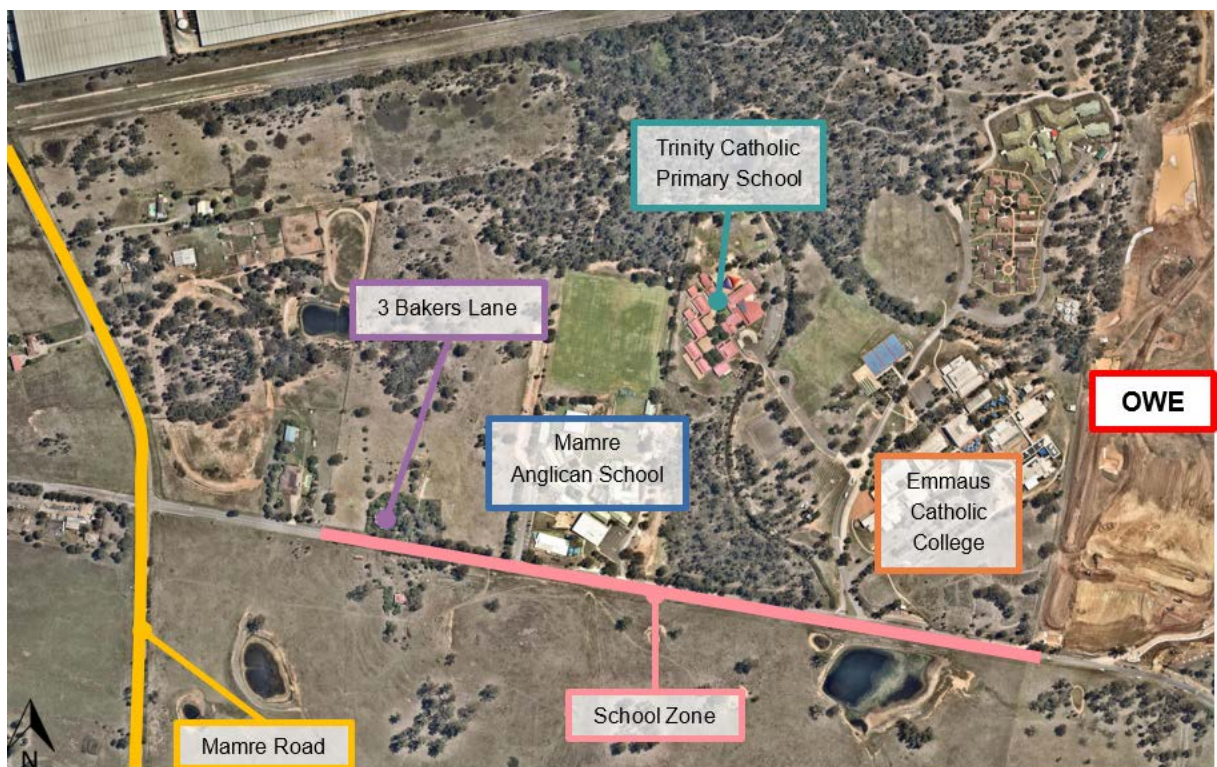 Trinity Catholic
Primary School
3 Bakers Lane
OWE
Mamre
Anglican School
Emmaus
Catholic
College
School Zone
Mamre Road
N